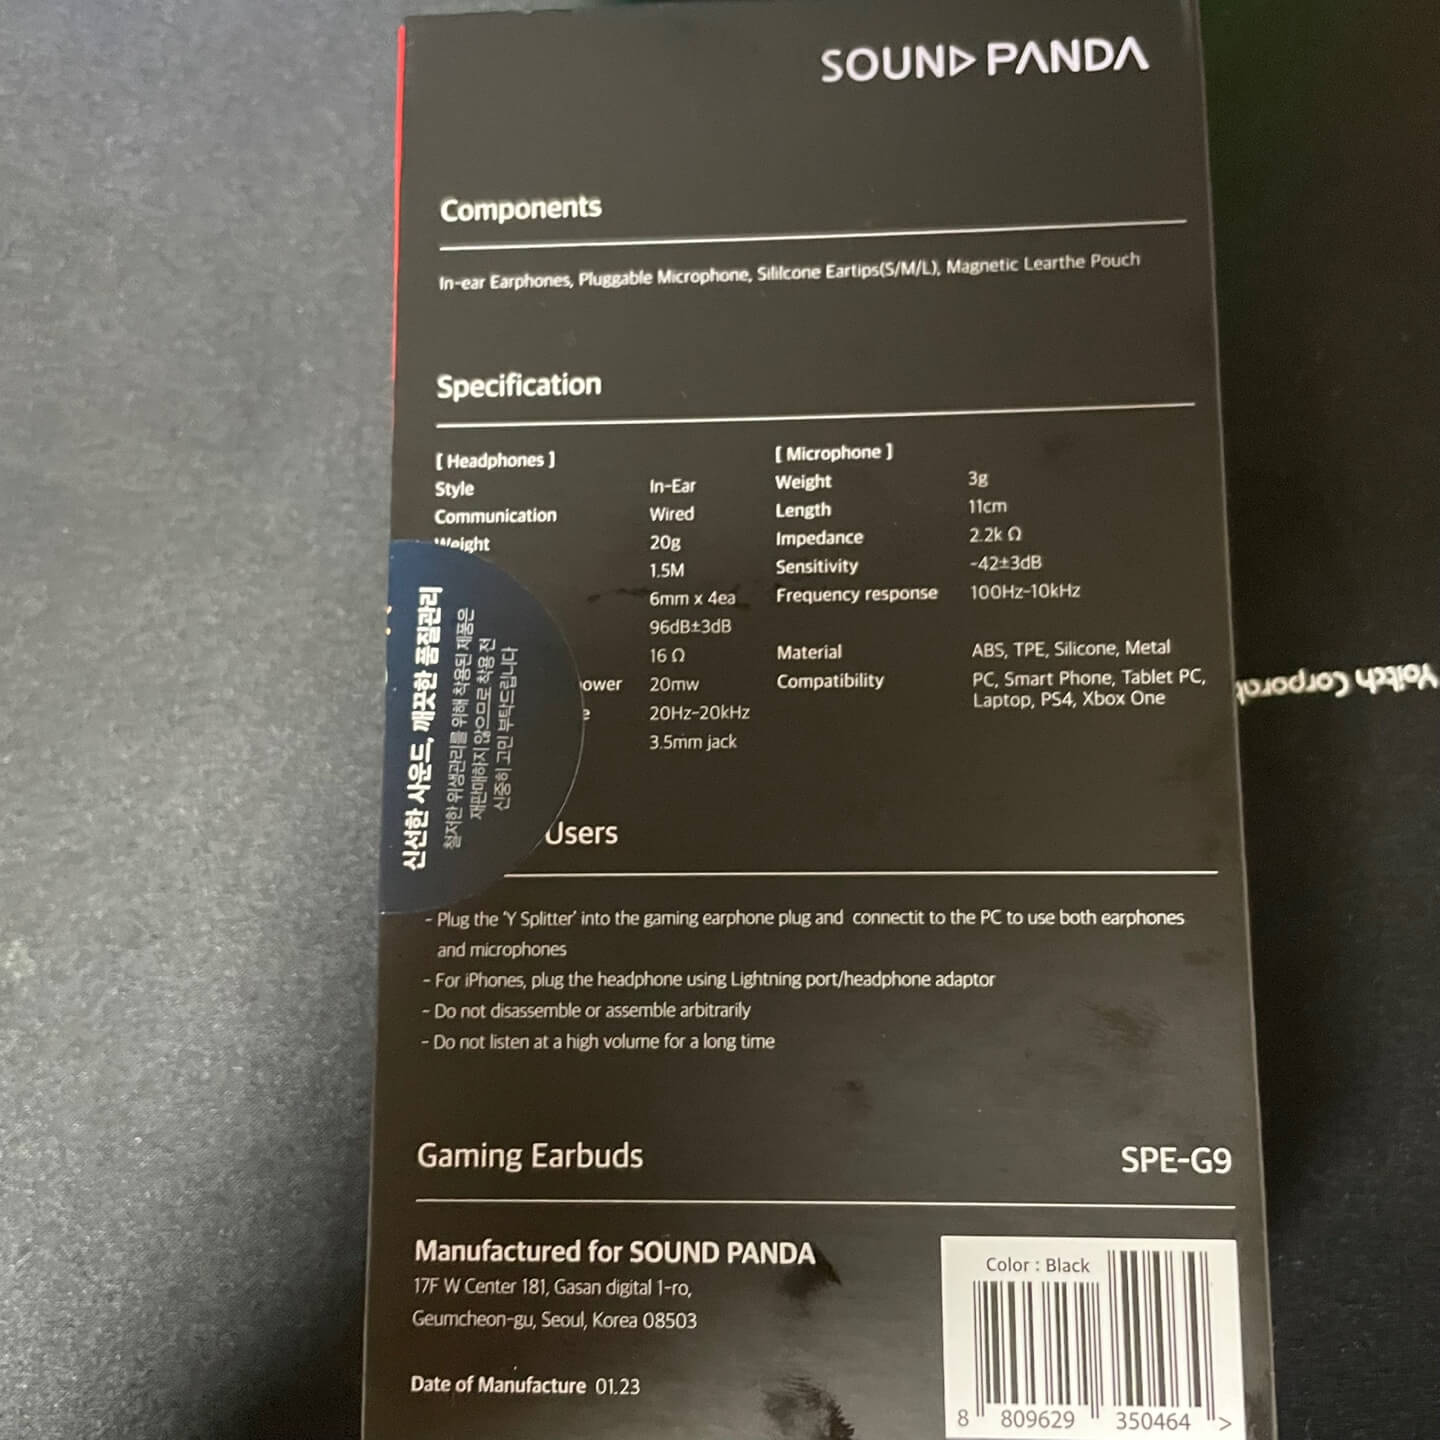 SOUND PANDA
Components
In-ear Earphones, Pluggable Microphone, Sililcone Eartips(S/M/L), Magnetic Learthe Pouch
Specification
[ Headphones ]
Style In-Ear
Communication Wired
Weight 20g
1.5M
6mm x 4ea
96dB±3dB
16 Ω
ower 20mw
e 20Hz-20kHz
3.5mm jack
[ Microphone ]
Weight 3g
Length 11cm
Impedance 2.2k Ω
Sensitivity -42±3dB
Frequency response 100Hz-10kHz
Material ABS, TPE, Silicone, Metal
Compatibility PC, Smart Phone, Tablet PC,
Laptop, PS4, Xbox One
신선한 사운드, 깨끗한 품질관리
철저한 위생관리를 위해 착용된 제품은
재판매하지 않으므로 착용 전
신중히 고민 부탁드립니다
Users
- Plug the 'Y Splitter' into the gaming earphone plug and connectit to the PC to use both earphones
and microphones
- For iPhones, plug the headphone using Lightning port/headphone adaptor
- Do not disassemble or assemble arbitrarily
- Do not listen at a high volume for a long time
Gaming Earbuds SPE-G9
Manufactured for SOUND PANDA
17F W Center 181, Gasan digital 1-ro,
Geumcheon-gu, Seoul, Korea 08503
Date of Manufacture 01.23
Color : Black
8 809629 350464 >
Yoitch Corporat